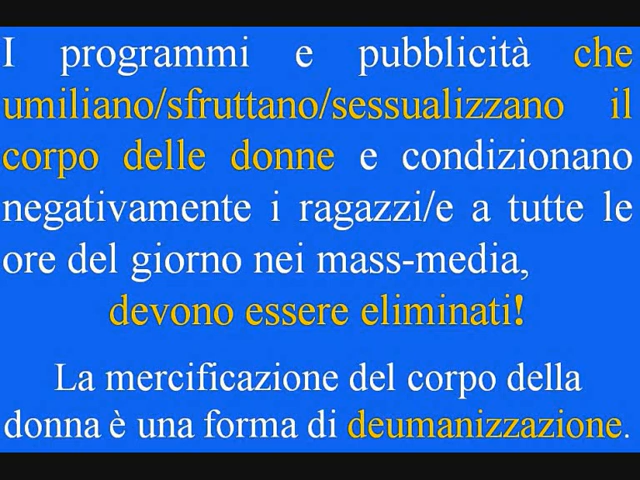 I programmi e pubblicità che
umiliano/sfruttano/sessualizzano il
corpo delle donne e condizionano
negativamente i ragazzi/e a tutte le
ore del giorno nei mass-media,
devono essere eliminati!
La mercificazione del corpo della
donna è una forma di deumanizzazione.